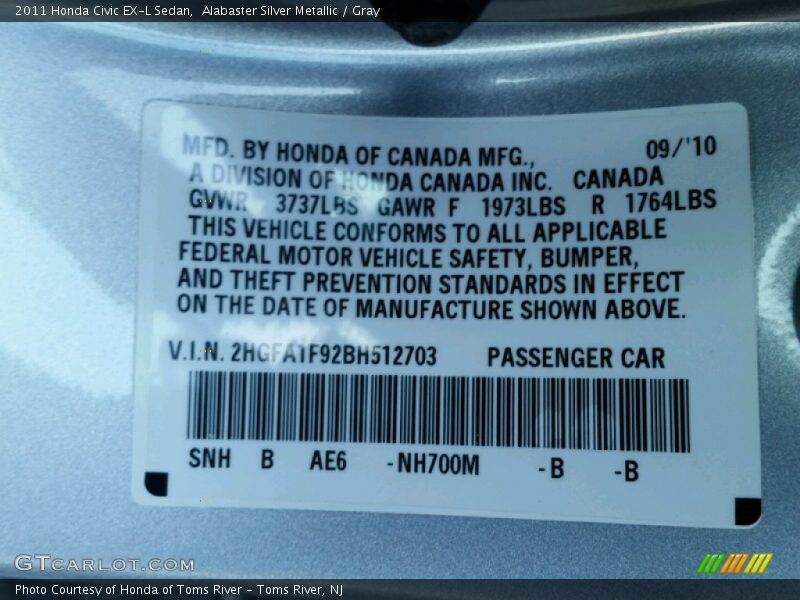 2011 Honda Civic EX-L Sedan,  Alabaster Silver Metallic / Gray
MFD. BY HONDA OF CANADA MFG., 09/'10
A DIVISION OF HONDA CANADA INC. CANADA
GVWR 3737LBS GAWR F 1973LBS R 1764LBS
THIS VEHICLE CONFORMS TO ALL APPLICABLE
FEDERAL MOTOR VEHICLE SAFETY, BUMPER,
AND THEFT PREVENTION STANDARDS IN EFFECT
ON THE DATE OF MANUFACTURE SHOWN ABOVE.
V.I.N. 2HGFA1F92BH512703 PASSENGER CAR
SNH B AE6 -NH700M -B -B
GTCARLOT.COM
Photo Courtesy of Honda of Toms River - Toms River, NJ